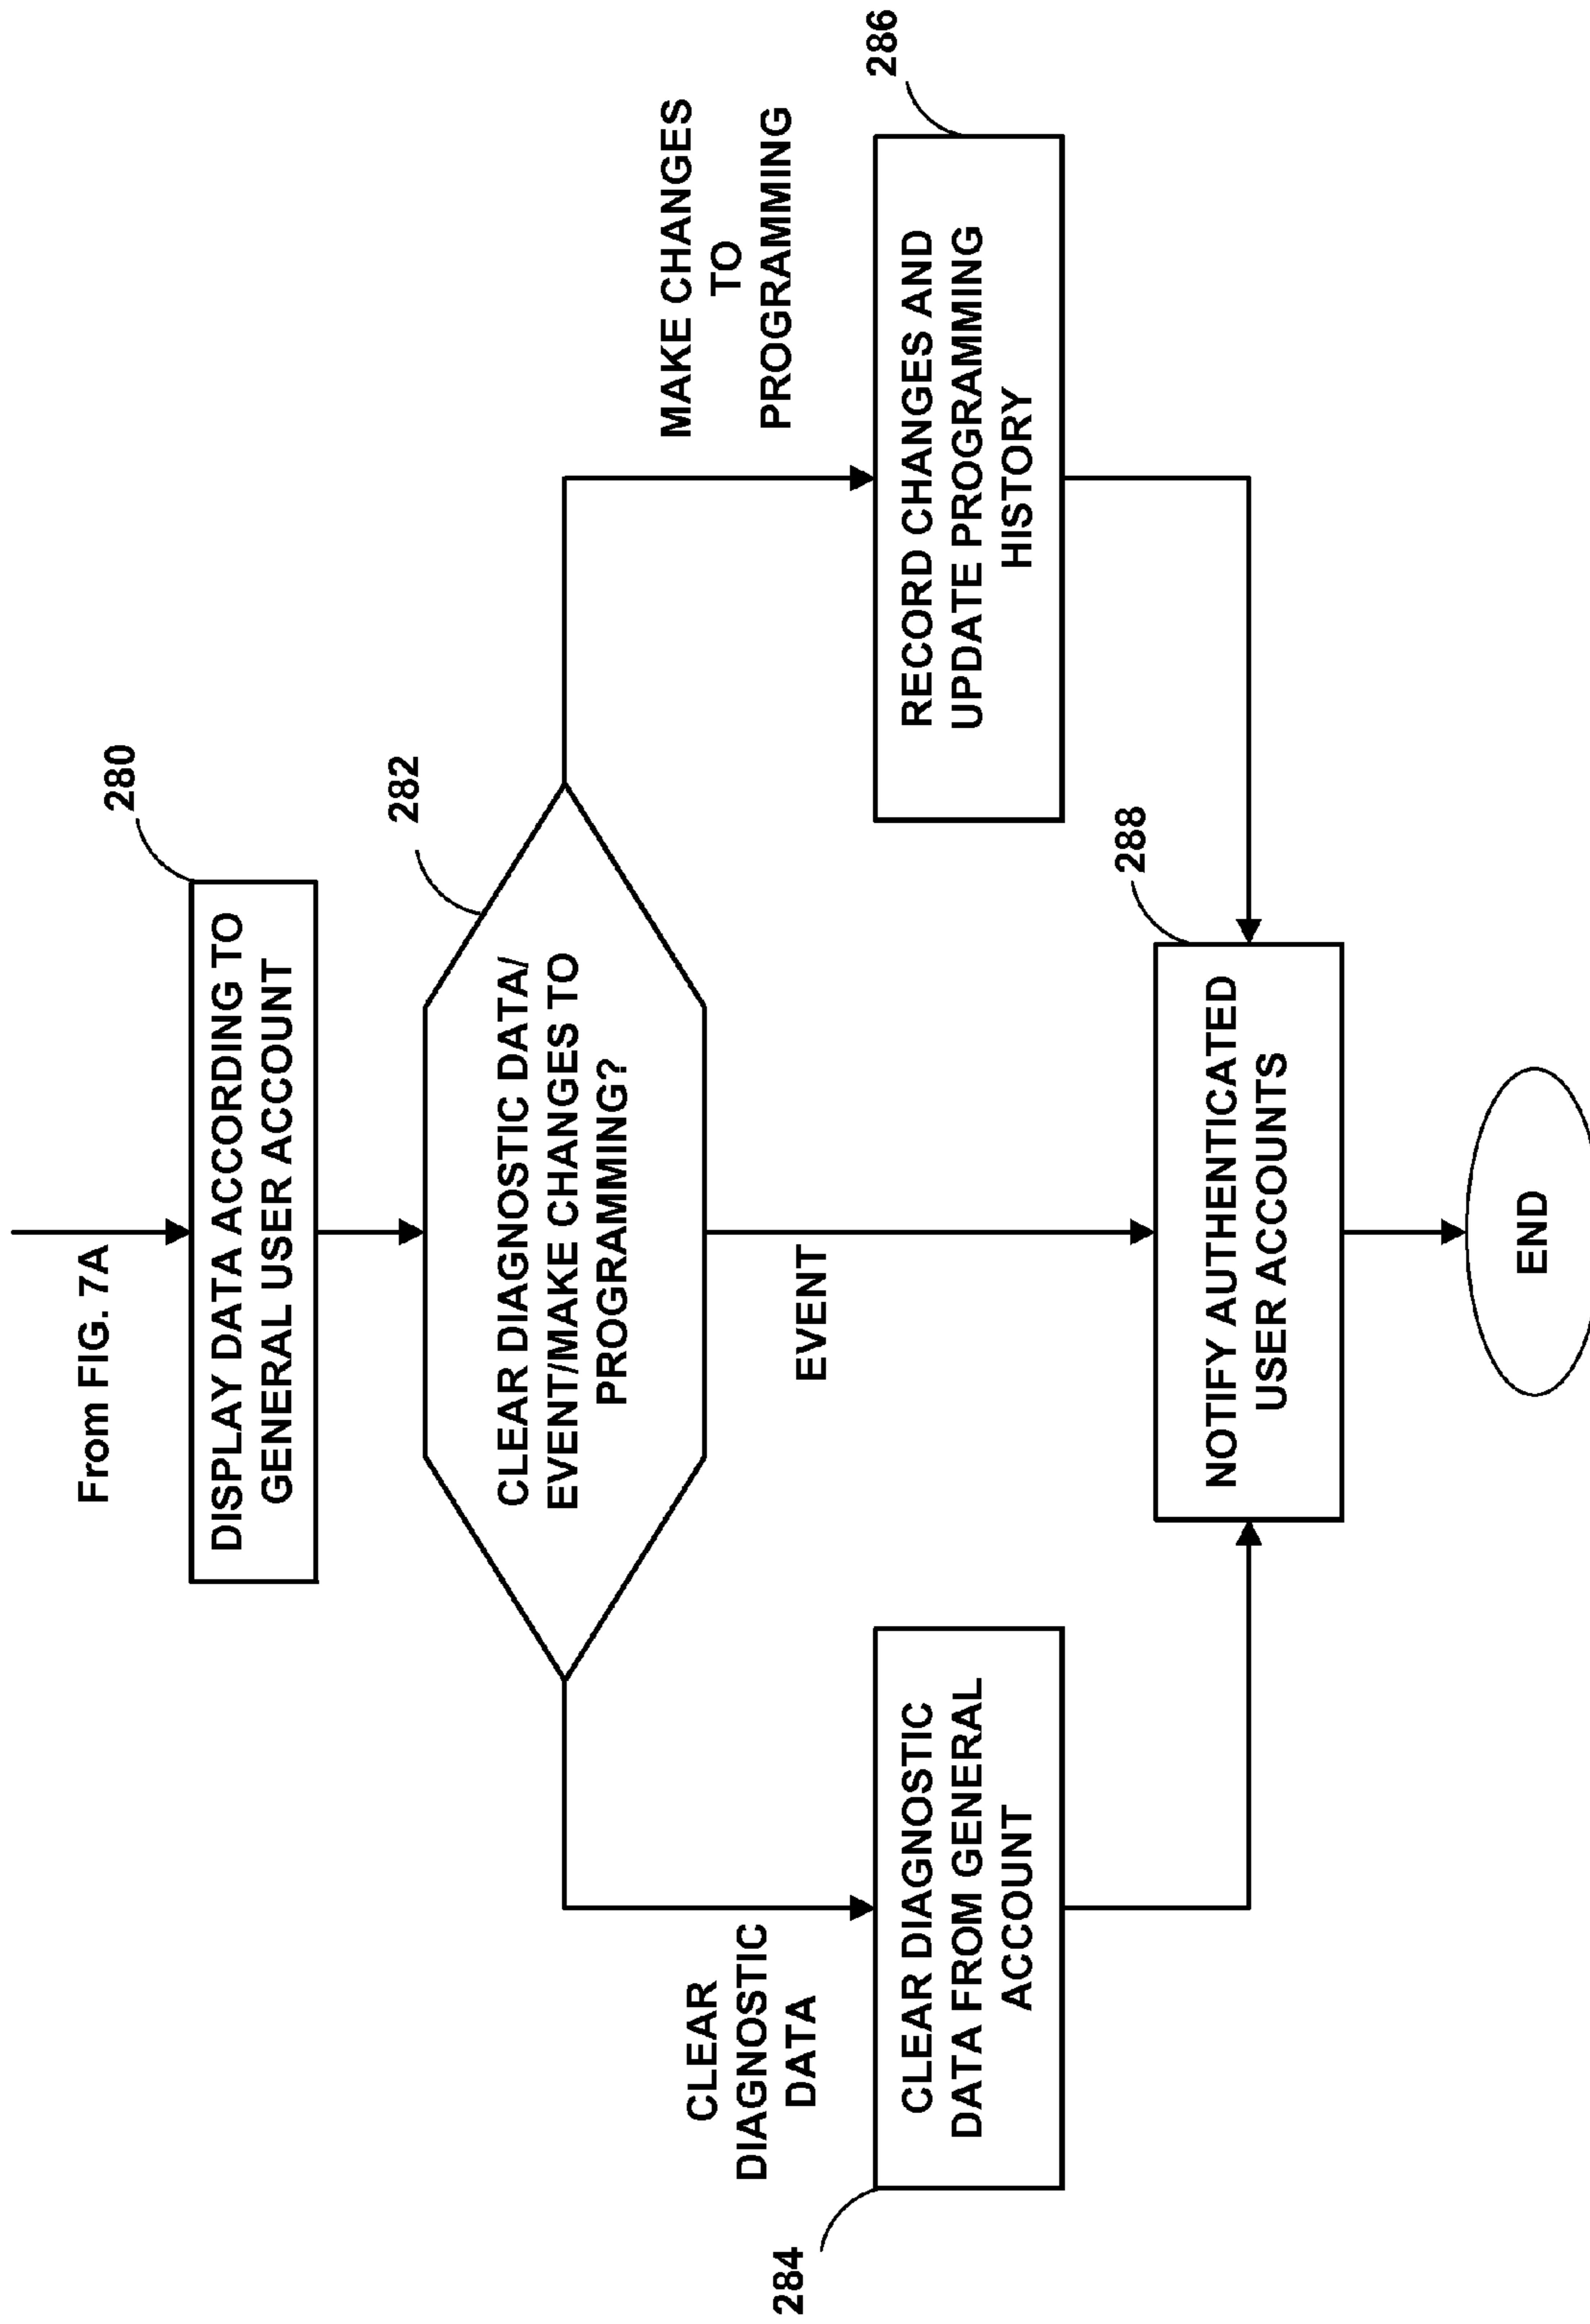 From FIG. 7A
280
DISPLAY DATA ACCORDING TO
GENERAL USER ACCOUNT
282
CLEAR DIAGNOSTIC DATA/
EVENT/MAKE CHANGES TO
PROGRAMMING?
CLEAR
DIAGNOSTIC
DATA
EVENT
MAKE CHANGES
TO
PROGRAMMING
284
CLEAR DIAGNOSTIC
DATA FROM GENERAL
ACCOUNT
286
RECORD CHANGES AND
UPDATE PROGRAMMING
HISTORY
288
NOTIFY AUTHENTICATED
USER ACCOUNTS
END